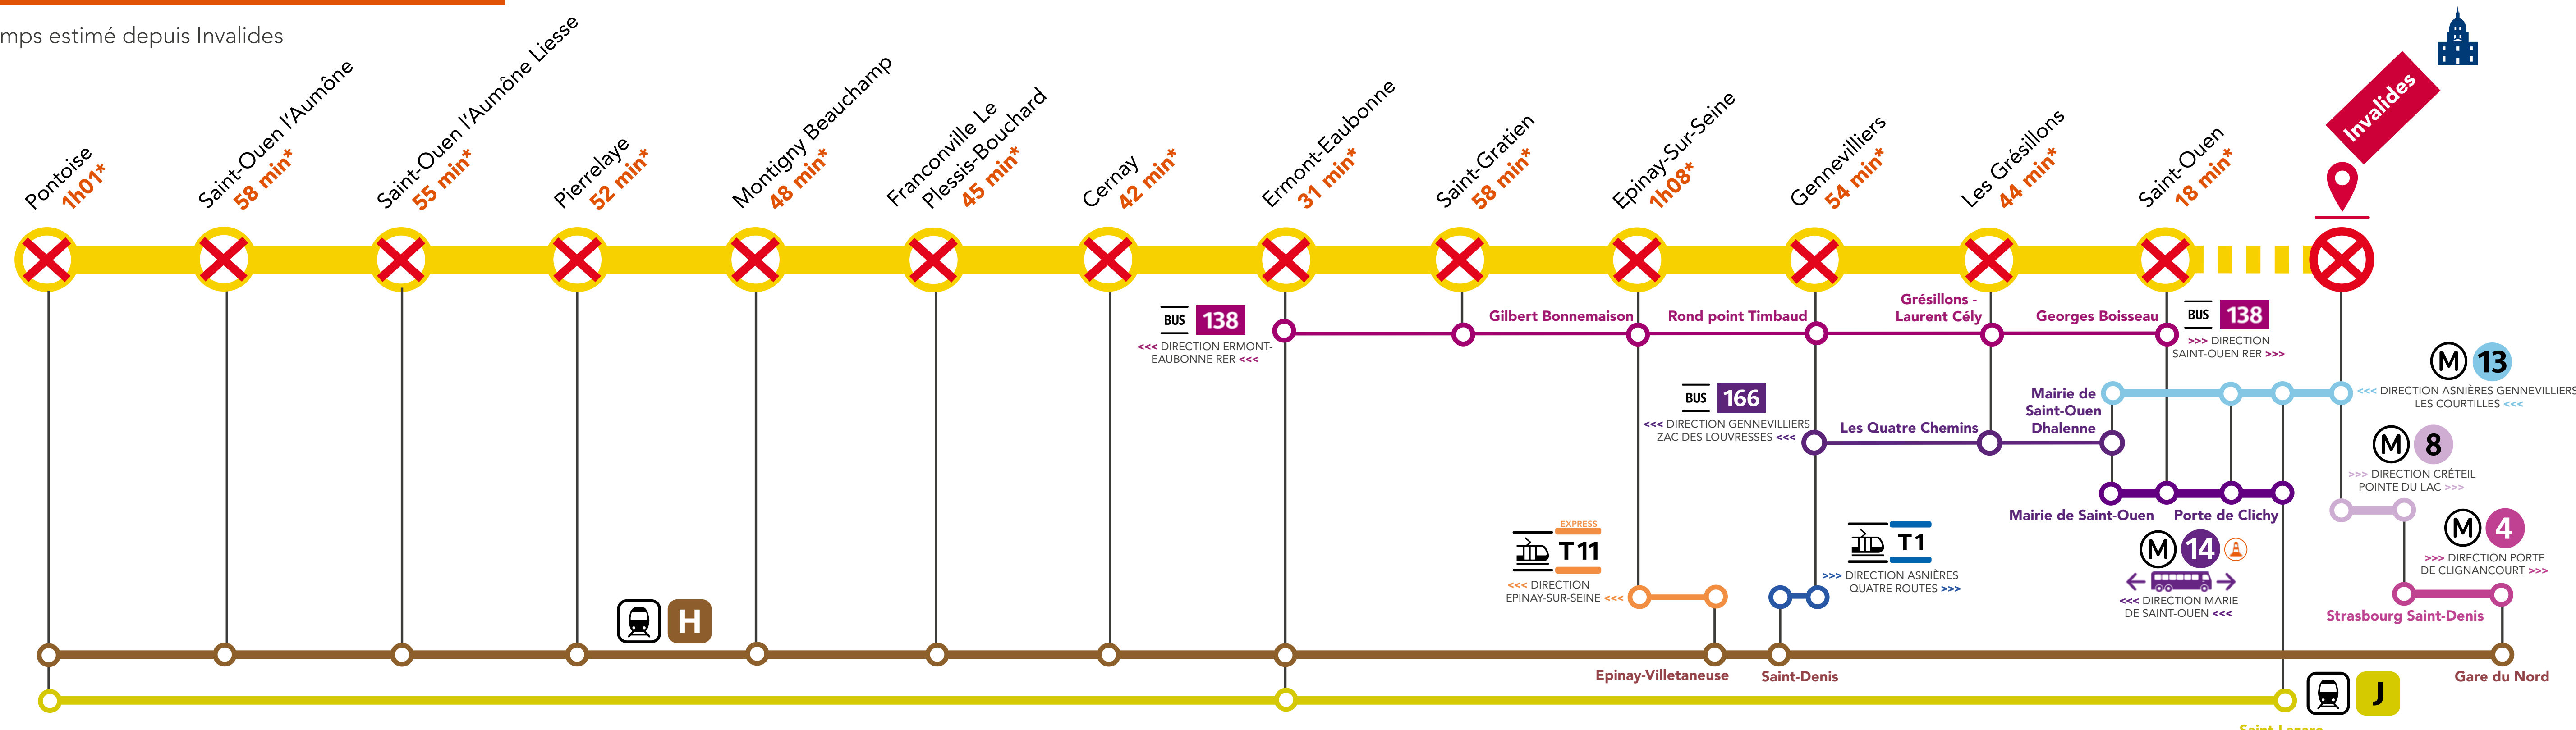 mps estimé depuis Invalides
Pontoise
1h01*
Saint-Ouen l'Aumône
58 min*
Saint-Ouen l'Aumône Liesse
55 min*
Pierrelaye
52 min*
Montigny Beauchamp
48 min*
Franconville Le
Plessis-Bouchard
45 min*
Cernay
42 min*
Ermont-Eaubonne
31 min*
Saint-Gratien
58 min*
Epinay-Sur-Seine
1h08*
Gennevilliers
54 min*
Les Grésillons
44 min*
Saint-Ouen
18 min*
Invalides
BUS 138
<<< DIRECTION ERMONT-
EAUBONNE RER <<<
Gilbert Bonnemaison
Rond point Timbaud
Grésillons -
Laurent Cély
Georges Boisseau
BUS 138
>>> DIRECTION
SAINT-OUEN RER >>>
M 13
<<< DIRECTION ASNIÈRES GENNEVILLIERS
LES COURTILLES <<<
BUS 166
<<< DIRECTION GENNEVILLIERS
ZAC DES LOUVRESSES <<<
Les Quatre Chemins
Mairie de
Saint-Ouen
Dhalenne
M 8
>>> DIRECTION CRÉTEIL
POINTE DU LAC >>>
Mairie de Saint-Ouen
Porte de Clichy
M 14
<<< DIRECTION MARIE
DE SAINT-OUEN <<<
M 4
>>> DIRECTION PORTE
DE CLIGNANCOURT >>>
Strasbourg Saint-Denis
EXPRESS
T11
<<< DIRECTION
EPINAY-SUR-SEINE <<<
T1
>>> DIRECTION ASNIÈRES
QUATRE ROUTES >>>
H
Epinay-Villetaneuse
Saint-Denis
Gare du Nord
J
Saint-Lazare